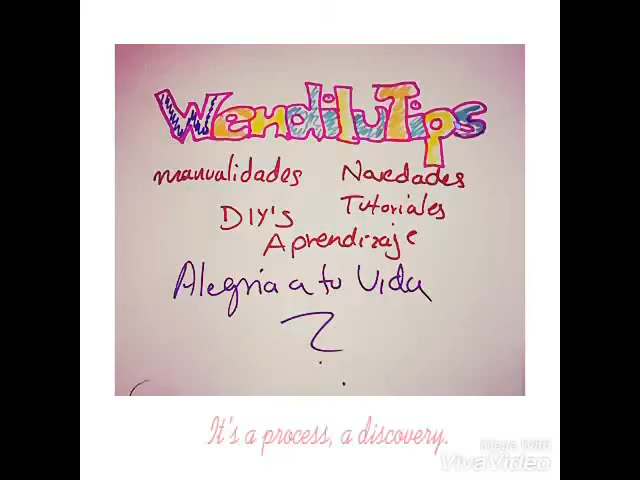 WendiluTips
manualidades Novedades
DIY's Tutoriales
Aprendizaje
Alegria a tu Vida
It's a process, a discovery.
Made With
VivaVideo